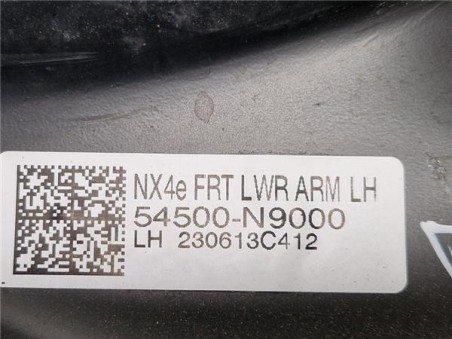 NX4e FRT LWR ARM LH
54500-N9000
LH 230613C412